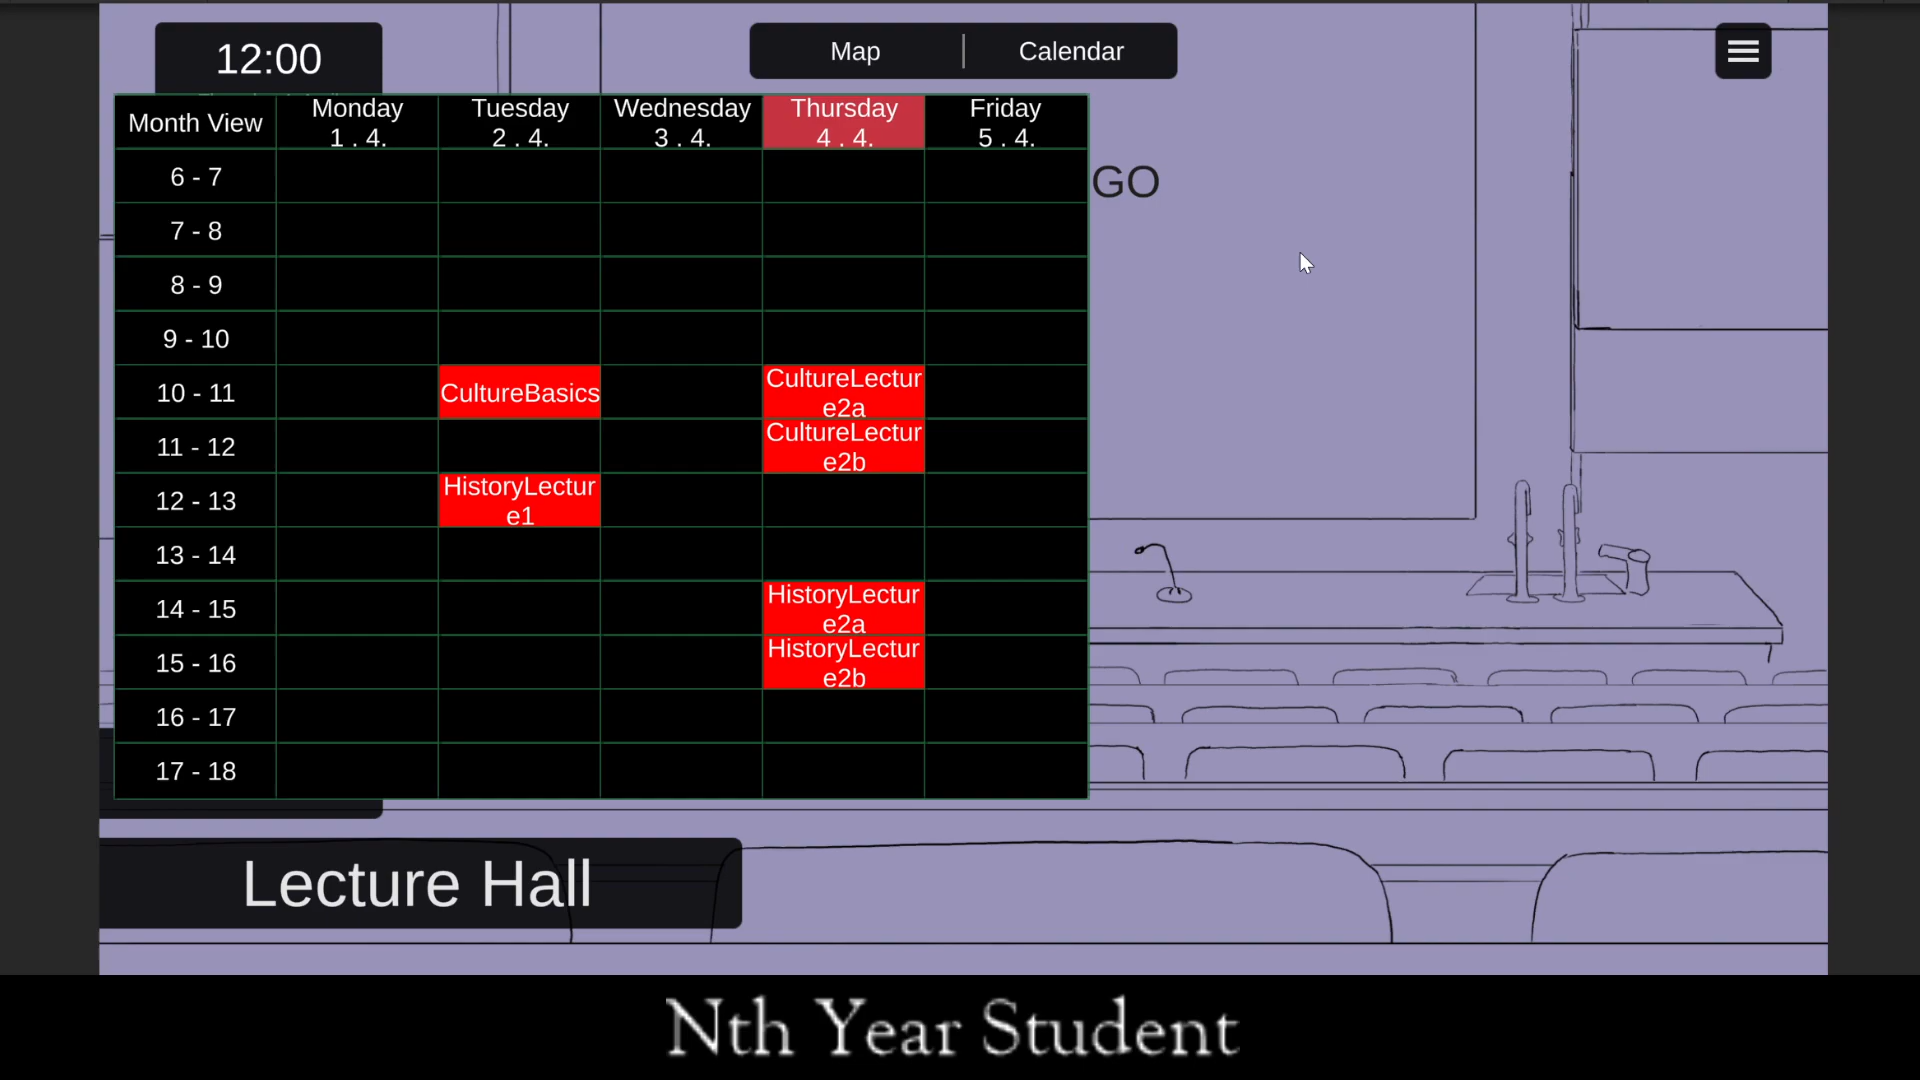 12:00
Map
Calendar
Month View
Monday
1 . 4.
Tuesday
2 . 4.
Wednesday
3 . 4.
Thursday
4 . 4.
Friday
5 . 4.
GO
6 - 7
7 - 8
8 - 9
9 - 10
10 - 11
CultureBasics
CultureLectur
e2a
11 - 12
CultureLectur
e2b
12 - 13
HistoryLectur
e1
13 - 14
14 - 15
HistoryLectur
e2a
15 - 16
HistoryLectur
e2b
16 - 17
17 - 18
Lecture Hall
Nth Year Student